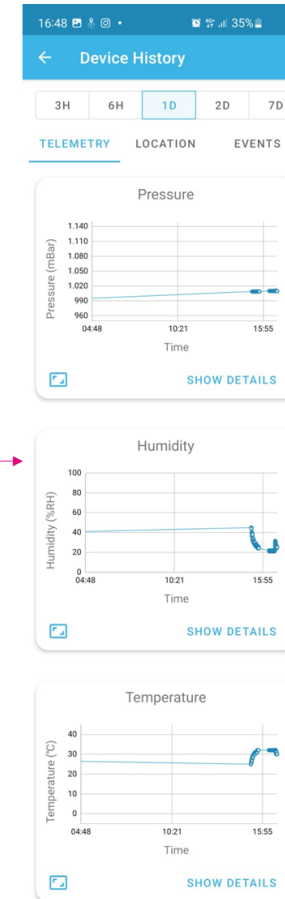 16:48 35%
Device History
3H 6H 1D 2D 7D
TELEMETRY LOCATION EVENTS
Pressure
Pressure (mBar)
1.140
1.110
1.080
1.050
1.020
990
960
04:48 10:21 15:55
Time
SHOW DETAILS
Humidity
Humidity (%RH)
100
80
60
40
20
0
04:48 10:21 15:55
Time
SHOW DETAILS
Temperature
Temperature (°C)
40
30
20
10
0
04:48 10:21 15:55
Time
SHOW DETAILS